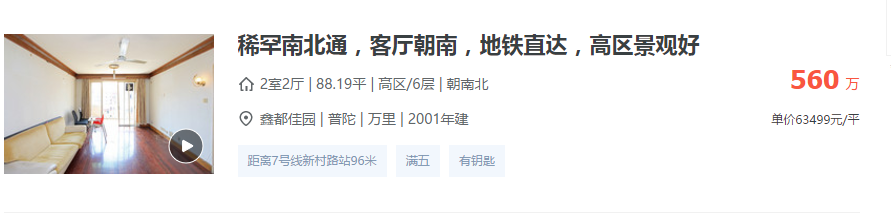 稀罕南北通，客厅朝南，地铁直达，高区景观好
2室2厅 | 88.19平 | 高区/6层 | 朝南北
560 万
鑫都佳园 | 普陀 | 万里 | 2001年建
单价63499元/平
距离7号线新村路站96米 满五 有钥匙